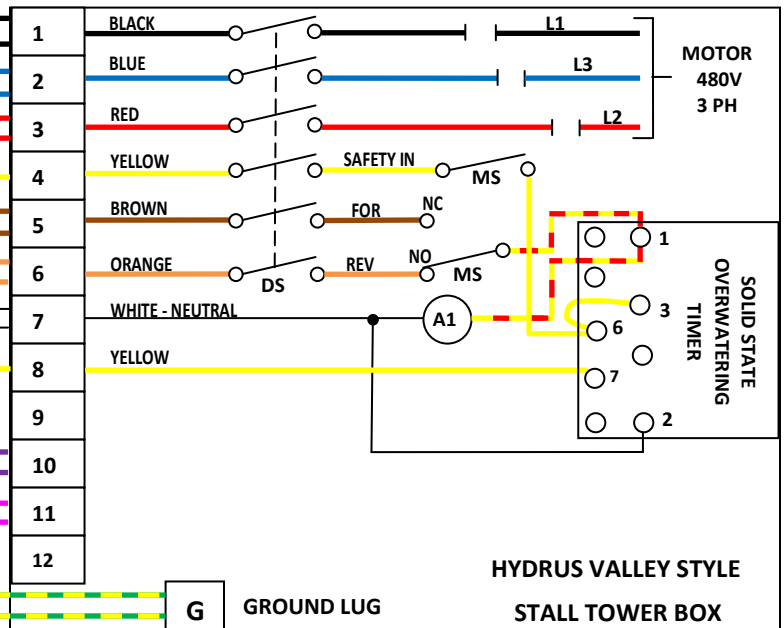 1 BLACK L1
2 BLUE L3
3 RED L2
MOTOR
480V
3 PH
4 YELLOW SAFETY IN MS
5 BROWN FOR NC
6 ORANGE DS REV NO MS
7 WHITE - NEUTRAL A1
8 YELLOW
9
10
11
12
1
3
6
7
2
SOLID STATE
OVERWATERING
TIMER
G GROUND LUG
HYDRUS VALLEY STYLE
STALL TOWER BOX